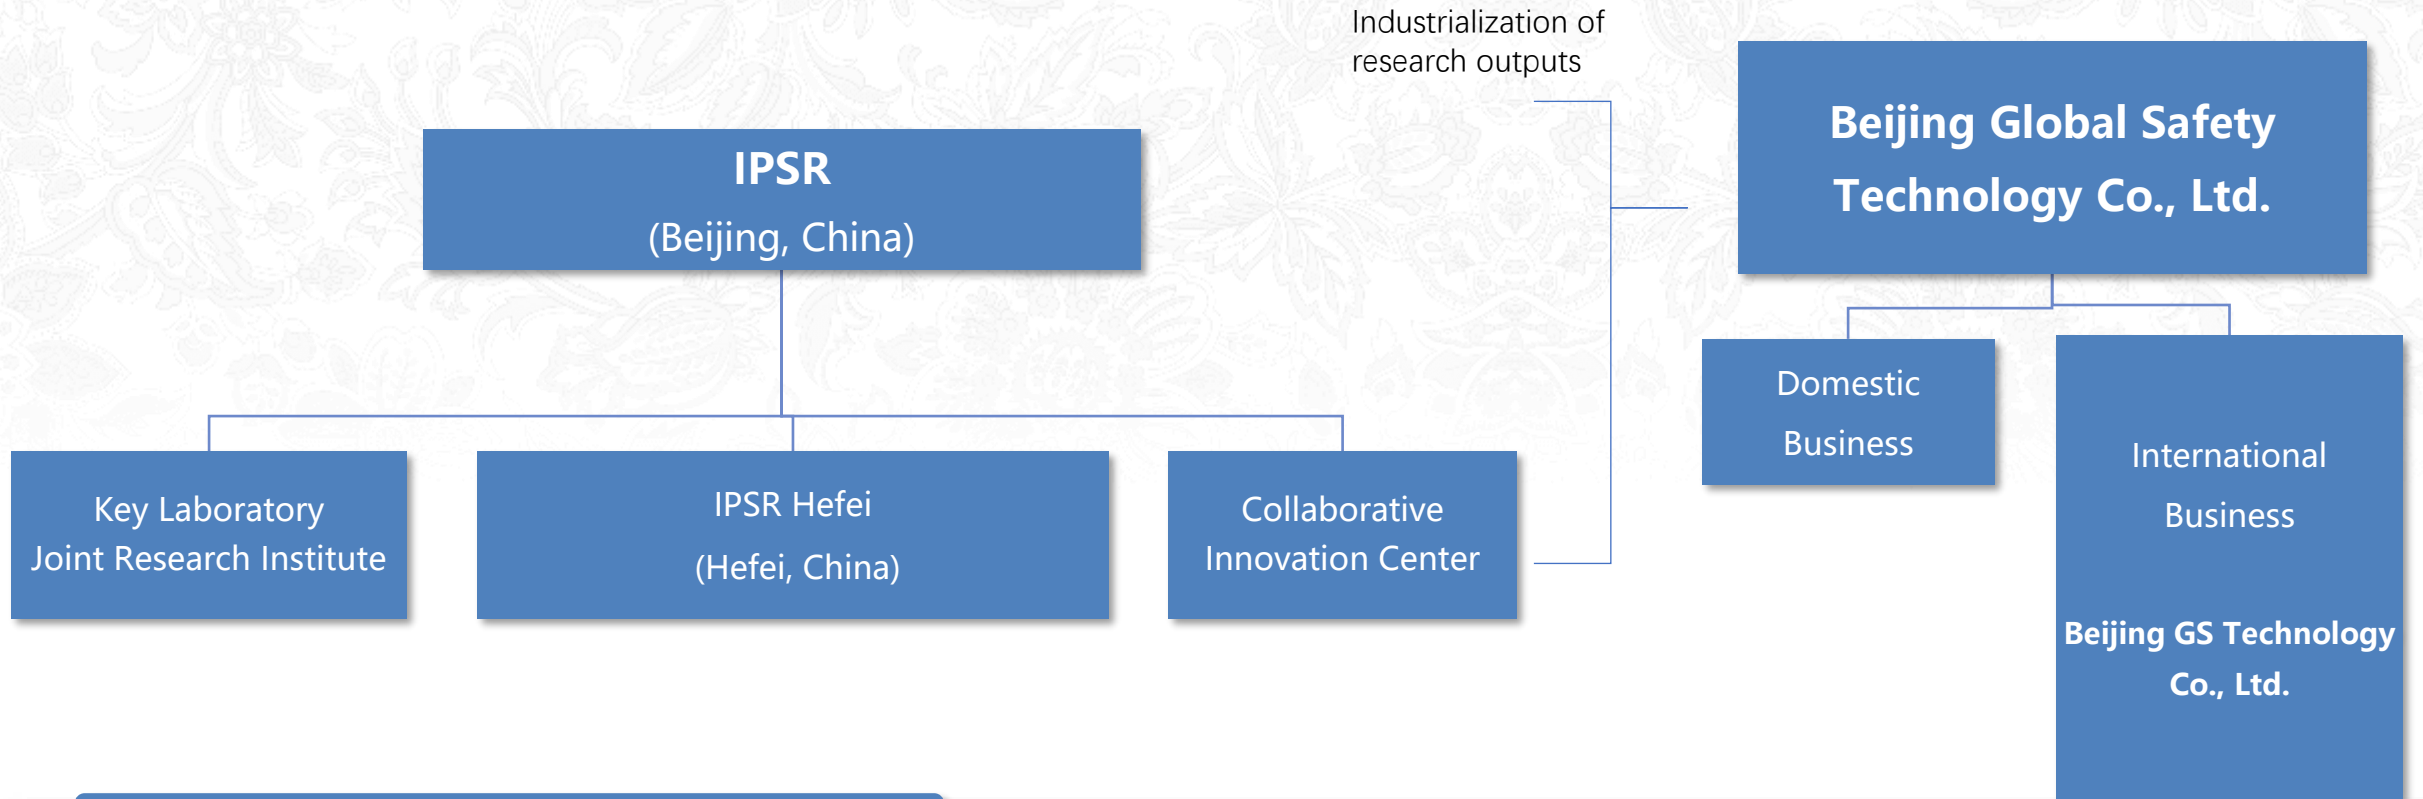 Industrialization of
research outputs
IPSR
(Beijing, China)
Key Laboratory
Joint Research Institute
IPSR Hefei
(Hefei, China)
Collaborative
Innovation Center
Beijing Global Safety
Technology Co., Ltd.
Domestic
Business
International
Business
Beijing GS Technology
Co., Ltd.